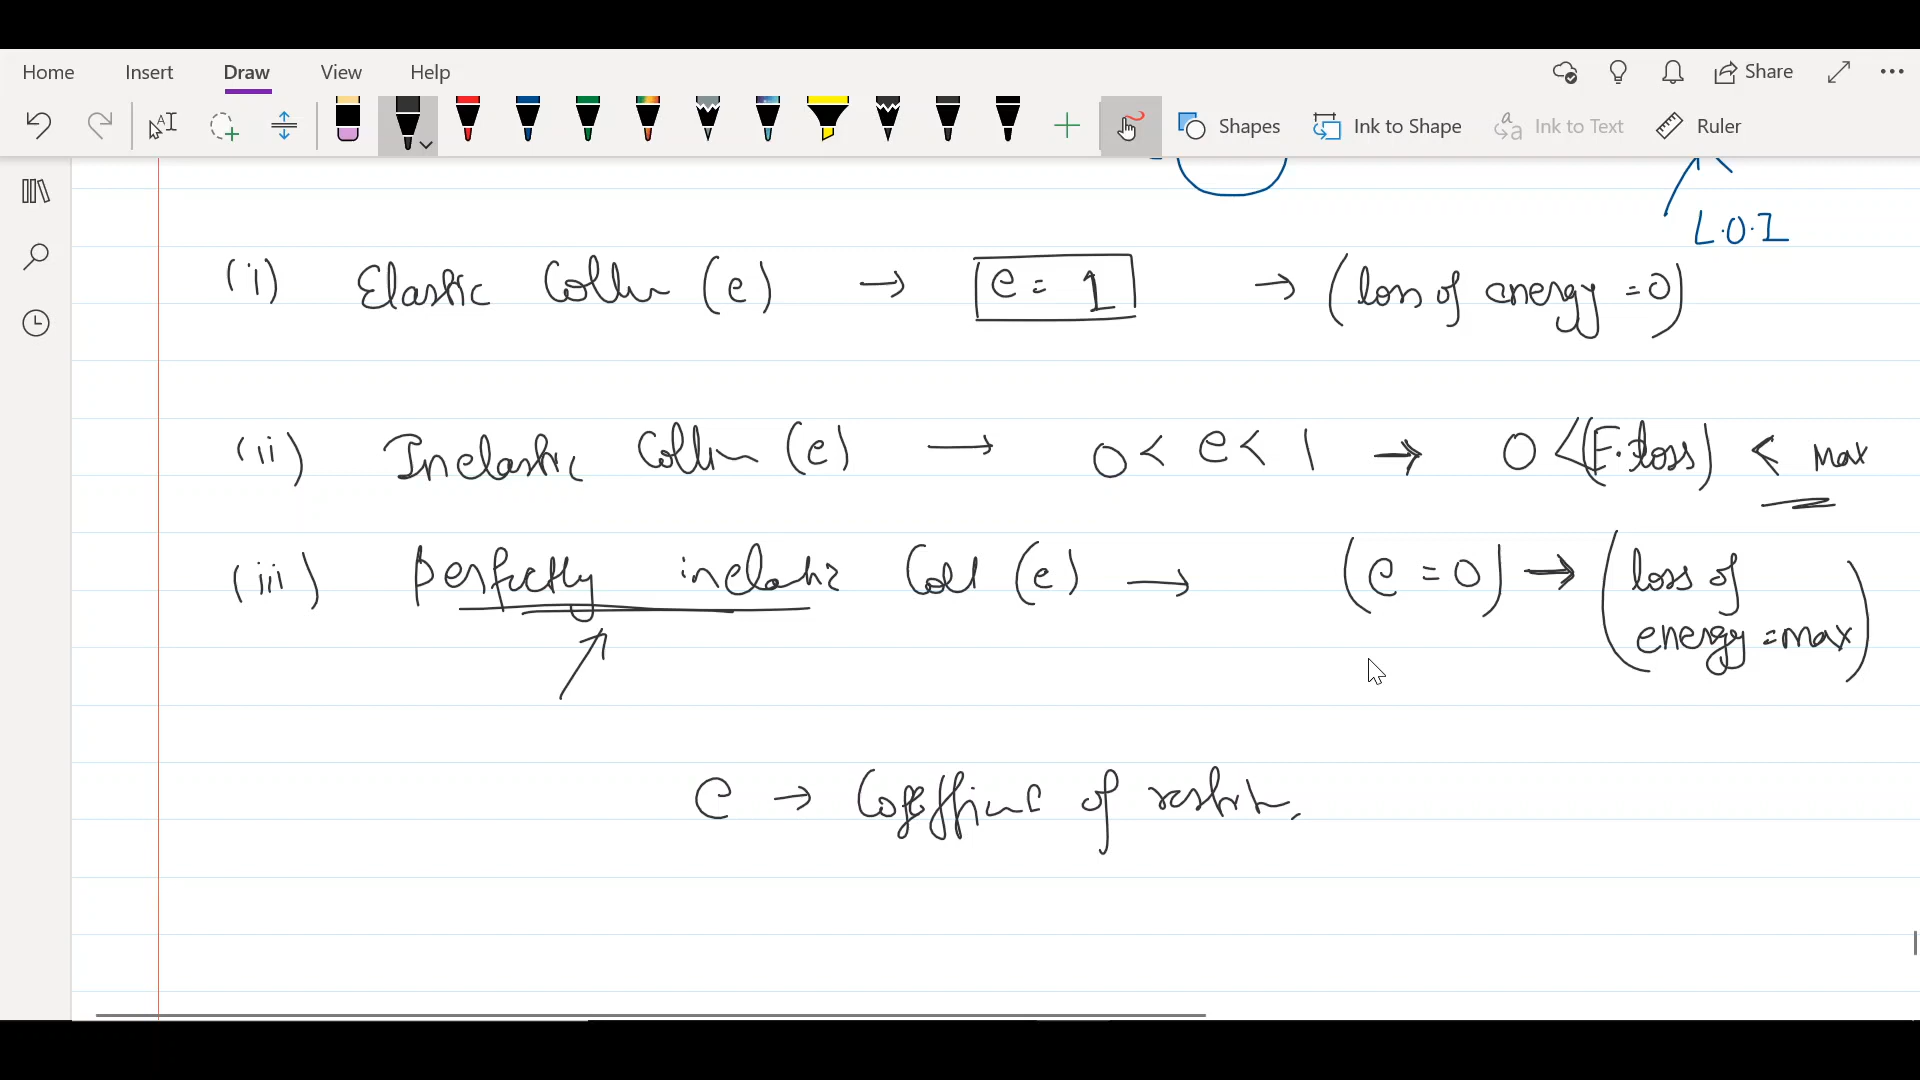 Home Insert Draw View Help Share
Shapes Ink to Shape Ink to Text Ruler
L.O.I
(i) Elastic Colln (e) → e = 1 → (loss of energy = 0)
(ii) Inelastic Colln (e) → 0 < e < 1 → 0 < (E. loss) < max
(iii) perfectly inelastic Coll (e) → (e = 0) → (loss of
energy = max)
e → Coefficient of